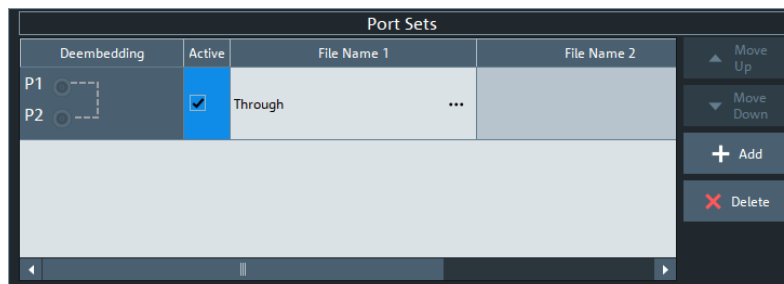 Port Sets
Deembedding Active File Name 1 File Name 2
Move Up
P1
P2
Through ...
Move Down
Add
Delete